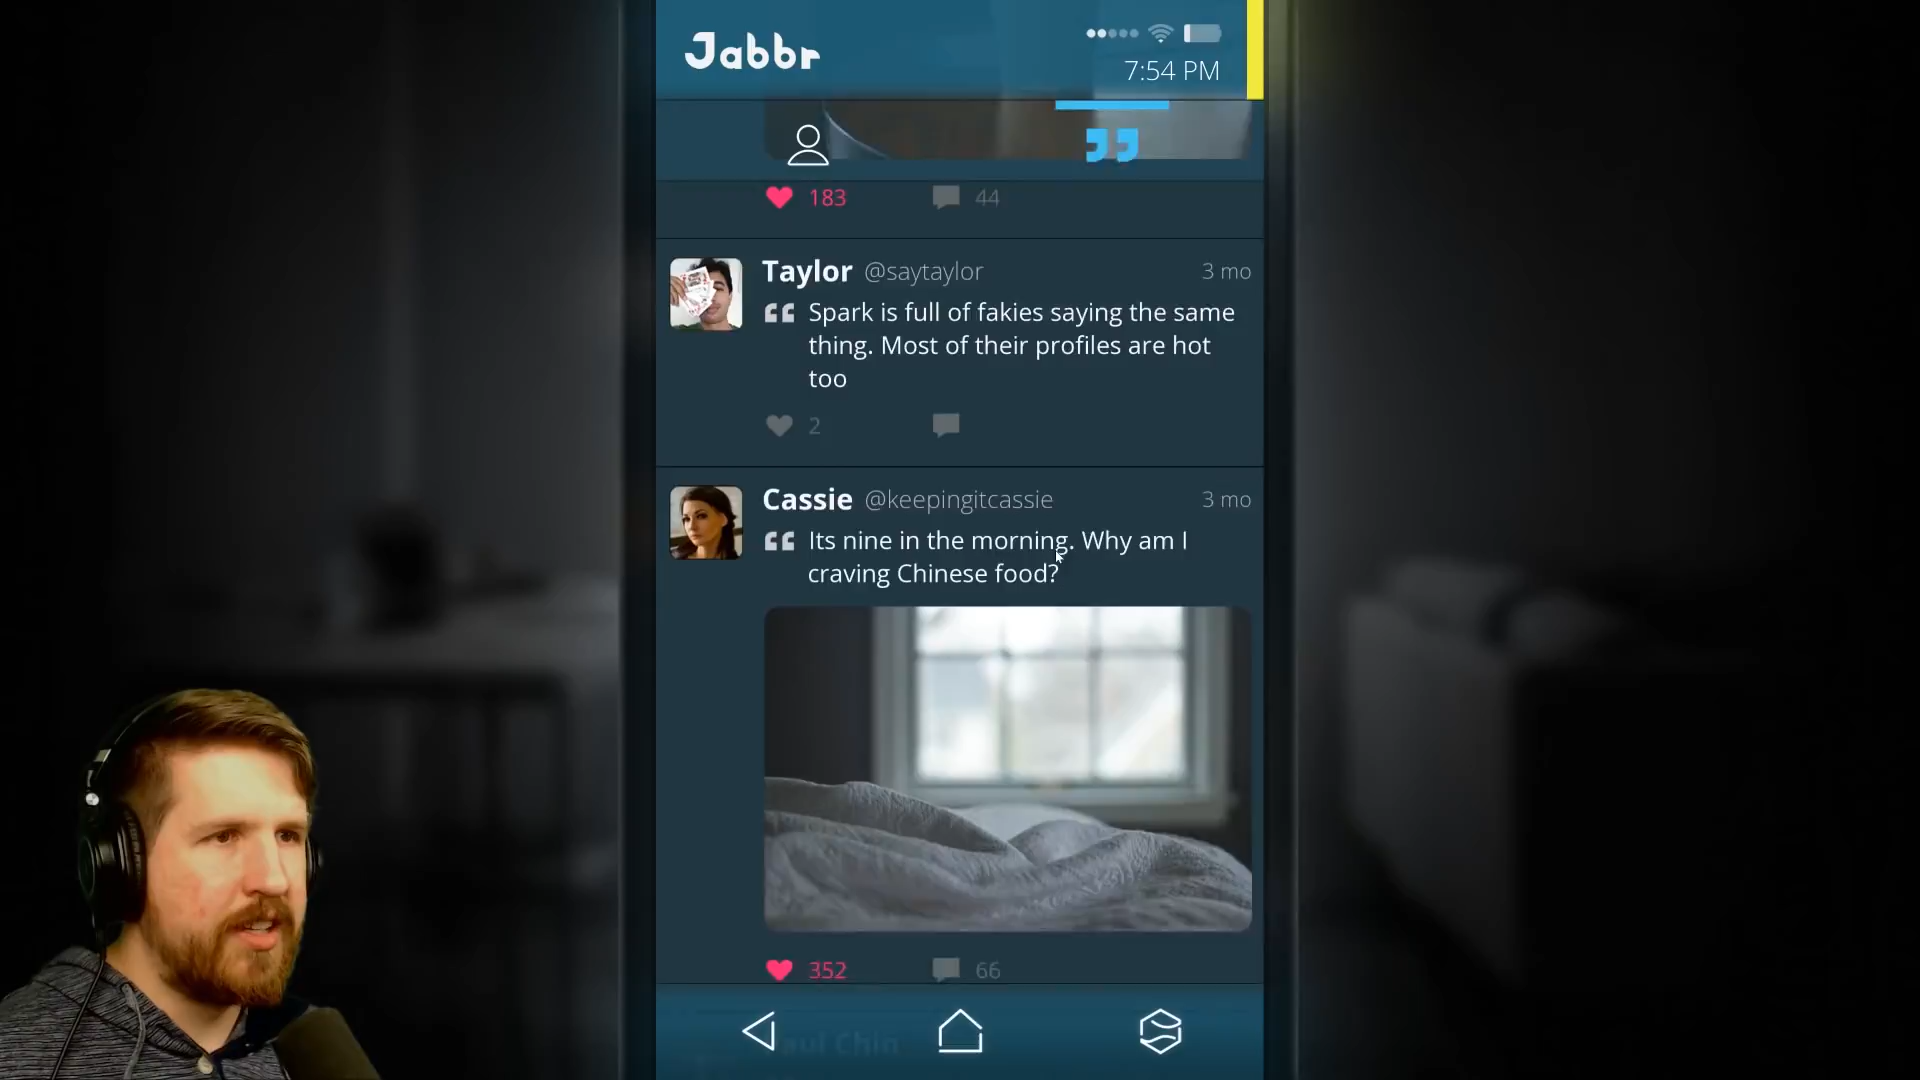 Jabbr
7:54 PM
183
44
Taylor @saytaylor 3 mo
Spark is full of fakies saying the same
thing. Most of their profiles are hot
too
2
Cassie @keepingitcassie 3 mo
Its nine in the morning. Why am I
craving Chinese food?
352
66
aul Chin